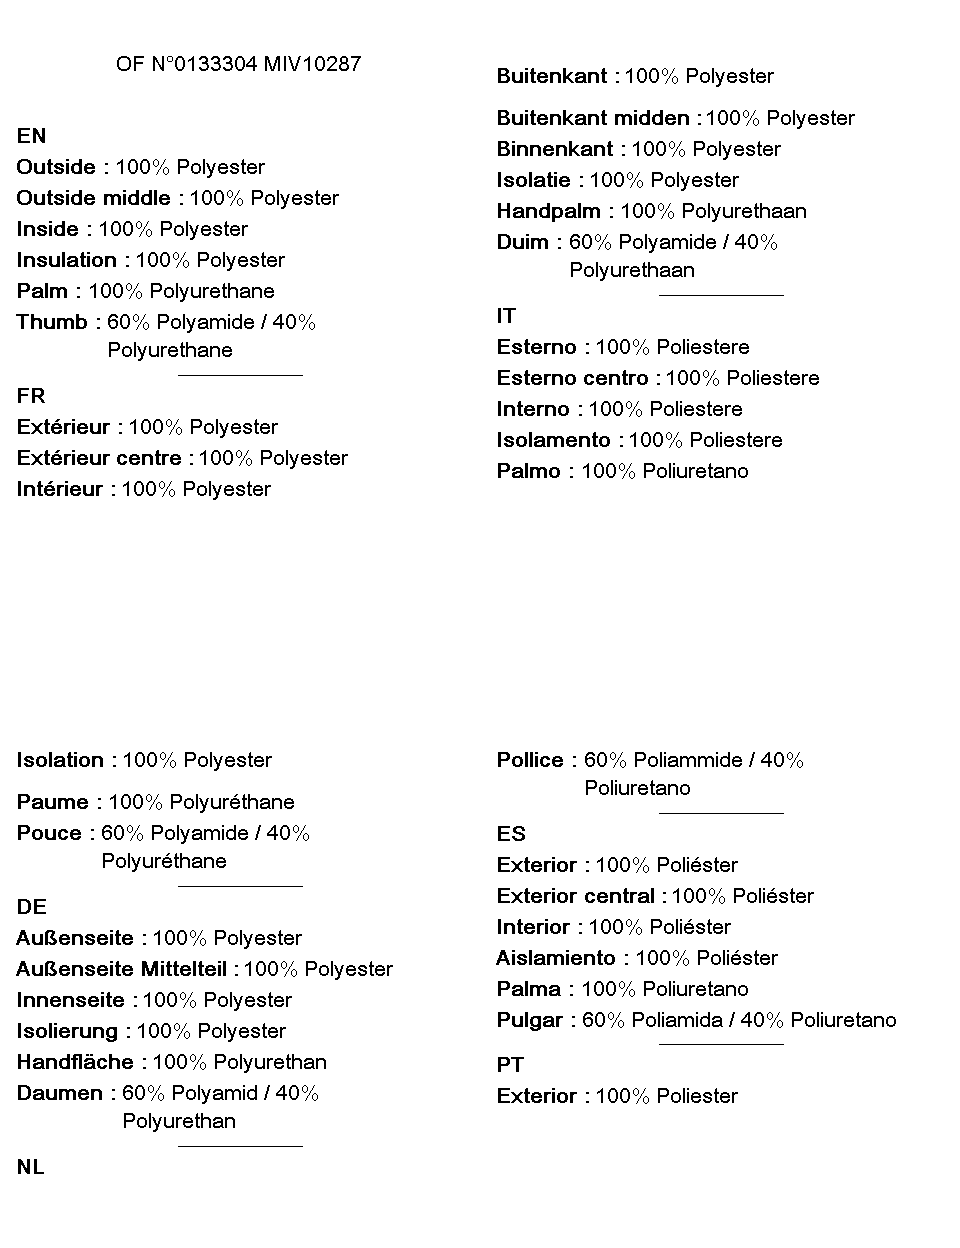 OF N°0133304 MIV10287
EN
Outside : 100% Polyester
Outside middle : 100% Polyester
Inside : 100% Polyester
Insulation : 100% Polyester
Palm : 100% Polyurethane
Thumb : 60% Polyamide / 40%
Polyurethane
FR
Extérieur : 100% Polyester
Extérieur centre : 100% Polyester
Intérieur : 100% Polyester
Isolation : 100% Polyester
Paume : 100% Polyuréthane
Pouce : 60% Polyamide / 40%
Polyuréthane
DE
Außenseite : 100% Polyester
Außenseite Mittelteil : 100% Polyester
Innenseite : 100% Polyester
Isolierung : 100% Polyester
Handfläche : 100% Polyurethan
Daumen : 60% Polyamid / 40%
Polyurethan
NL
Buitenkant : 100% Polyester
Buitenkant midden : 100% Polyester
Binnenkant : 100% Polyester
Isolatie : 100% Polyester
Handpalm : 100% Polyurethaan
Duim : 60% Polyamide / 40%
Polyurethaan
IT
Esterno : 100% Poliestere
Esterno centro : 100% Poliestere
Interno : 100% Poliestere
Isolamento : 100% Poliestere
Palmo : 100% Poliuretano
Pollice : 60% Poliammide / 40%
Poliuretano
ES
Exterior : 100% Poliéster
Exterior central : 100% Poliéster
Interior : 100% Poliéster
Aislamiento : 100% Poliéster
Palma : 100% Poliuretano
Pulgar : 60% Poliamida / 40% Poliuretano
PT
Exterior : 100% Poliester